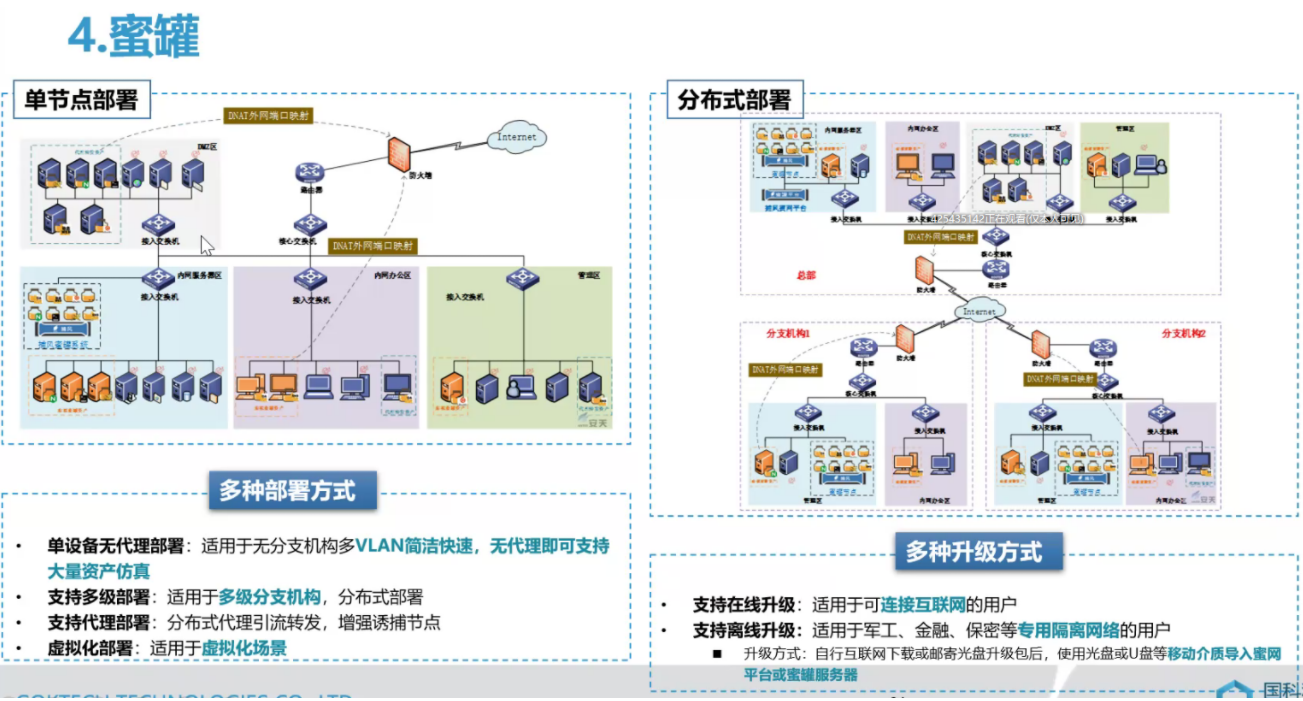 4.蜜罐
单节点部署
DNAT外网端口映射
Internet
DMZ区
路由器
防火墙
接入交换机
核心交换机
DNAT外网端口映射
内网服务器区
接入交换机
内网办公区
接入交换机
管理区
接入交换机
安天
分布式部署
内网服务器区
内网办公区
DMZ区
管理区
接入交换机
接入交换机
接入交换机
DNAT外网端口映射
核心交换机
总部
防火墙
路由器
Internet
分支机构1
分支机构2
防火墙
路由器
防火墙
路由器
DNAT外网端口映射
DNAT外网端口映射
核心交换机
核心交换机
接入交换机
接入交换机
接入交换机
接入交换机
管理区
内网办公区
管理区
内网办公区
安天
多种部署方式
• 单设备无代理部署：适用于无分支机构多VLAN简洁快速，无代理即可支持
大量资产仿真
• 支持多级部署：适用于多级分支机构，分布式部署
• 支持代理部署：分布式代理引流转发，增强诱捕节点
• 虚拟化部署：适用于虚拟化场景
多种升级方式
• 支持在线升级：适用于可连接互联网的用户
• 支持离线升级：适用于军工、金融、保密等专用隔离网络的用户
■ 升级方式：自行互联网下载或邮寄光盘升级包后，使用光盘或U盘等移动介质导入蜜网
平台或蜜罐服务器
国科